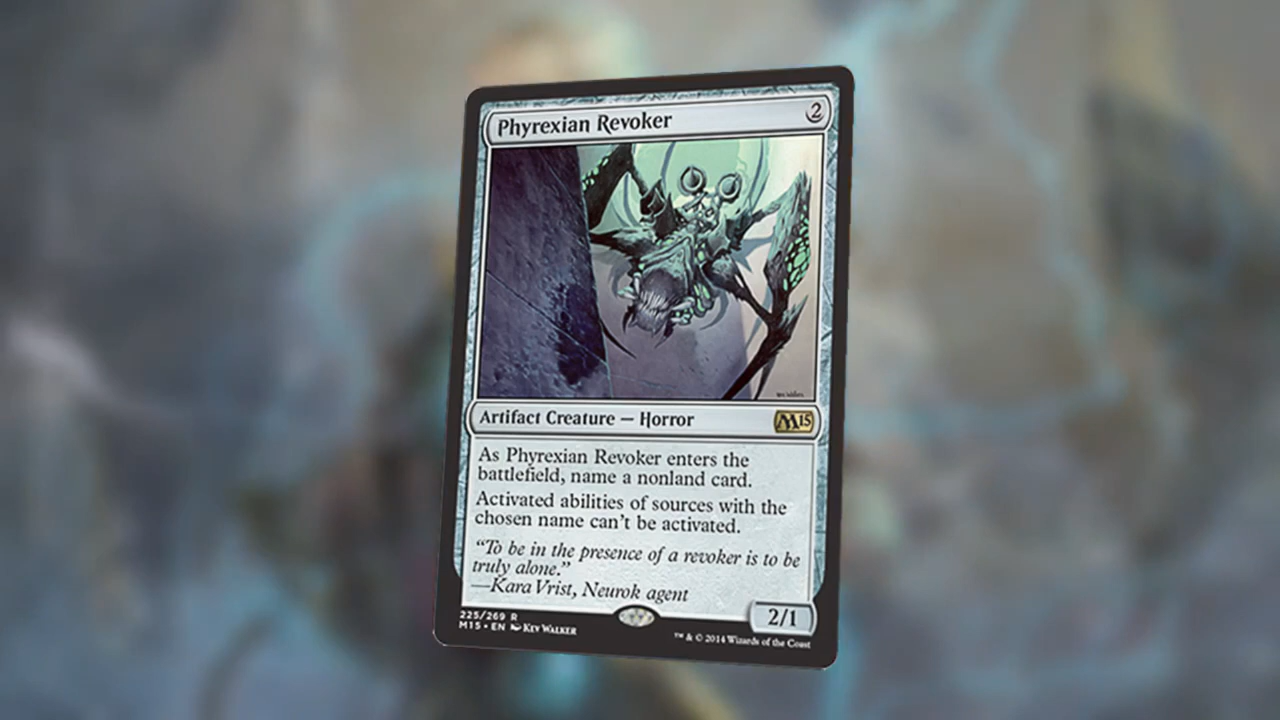 Phyrexian Revoker 2
Artifact Creature — Horror M15
As Phyrexian Revoker enters the
battlefield, name a nonland card.
Activated abilities of sources with the
chosen name can't be activated.
“To be in the presence of a revoker is to be
truly alone.”
—Kara Vrist, Neurok agent
2/1
225/269 R
M15 • EN Kev Walker
™ & © 2014 Wizards of the Coast